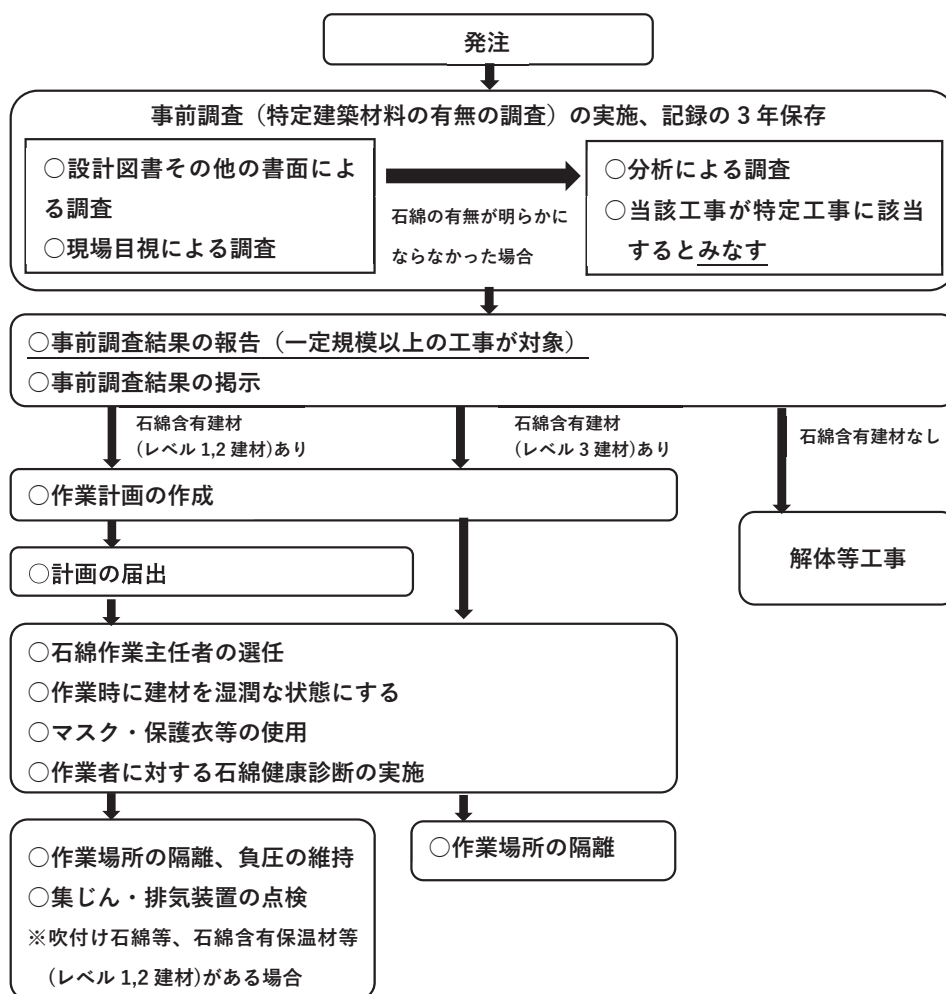 発注
事前調査（特定建築材料の有無の調査）の実施、記録の3年保存
○設計図書その他の書面によ
る調査
○現場目視による調査
石綿の有無が明らかに
ならなかった場合
○分析による調査
○当該工事が特定工事に該当
するとみなす
○事前調査結果の報告（一定規模以上の工事が対象）
○事前調査結果の掲示
石綿含有建材
(レベル1,2建材)あり
石綿含有建材
(レベル3建材)あり
石綿含有建材なし
○作業計画の作成
○計画の届出
解体等工事
○石綿作業主任者の選任
○作業時に建材を湿潤な状態にする
○マスク・保護衣等の使用
○作業者に対する石綿健康診断の実施
○作業場所の隔離、負圧の維持
○集じん・排気装置の点検
※吹付け石綿等、石綿含有保温材等
(レベル1,2建材)がある場合
○作業場所の隔離